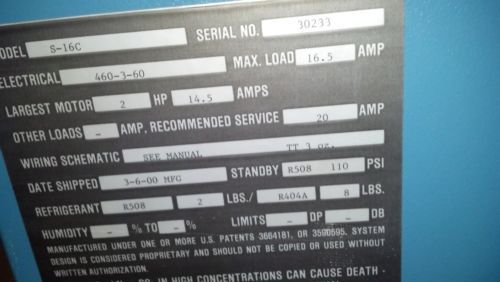 MODEL S-16C SERIAL NO. 30233
ELECTRICAL 460-3-60 MAX. LOAD 16.5 AMP
LARGEST MOTOR 2 HP 14.5 AMPS
OTHER LOADS - AMP. RECOMMENDED SERVICE 20 AMP
WIRING SCHEMATIC SEE MANUAL TT 3 oz.
DATE SHIPPED 3-6-00 MFG STANDBY R508 110 PSI
REFRIGERANT R508 2 LBS./ R404A 8 LBS.
HUMIDITY - % TO - % LIMITS - DP - DB
MANUFACTURED UNDER ONE OR MORE U.S. PATENTS 3664181, OR 3590595. SYSTEM
DESIGN IS CONSIDERED PROPRIETARY AND SHOULD NOT BE COPIED OR USED WITHOUT
WRITTEN AUTHORIZATION.
IN HIGH CONCENTRATIONS CAN CAUSE DEATH -